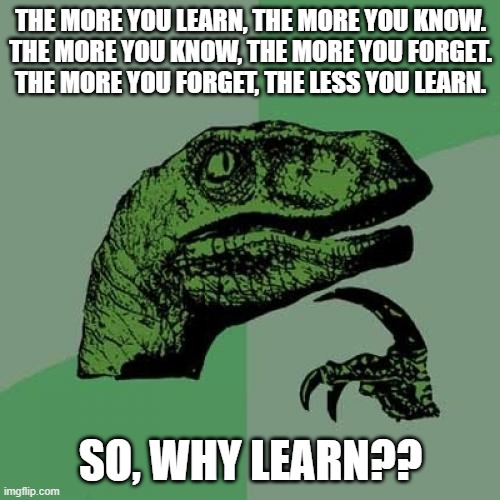 THE MORE YOU LEARN, THE MORE YOU KNOW.
THE MORE YOU KNOW, THE MORE YOU FORGET.
THE MORE YOU FORGET, THE LESS YOU LEARN.
SO, WHY LEARN??
imgflip.com